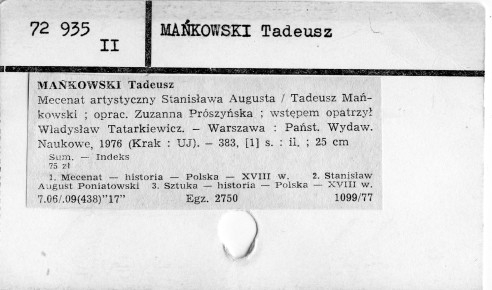 72 935
II
MAŃKOWSKI Tadeusz
MAŃKOWSKI Tadeusz
Mecenat artystyczny Stanisława Augusta / Tadeusz Mań-
kowski ; oprac. Zuzanna Prószyńska ; wstępem opatrzył
Władysław Tatarkiewicz. — Warszawa : Państ. Wydaw.
Naukowe, 1976 (Krak : UJ). — 383, [1] s. : il. ; 25 cm
Sum. — Indeks
75 zł
1. Mecenat — historia — Polska — XVIII w. 2. Stanisław
August Poniatowski 3. Sztuka — historia — Polska — XVIII w.
7.06/.09(438)"17" Egz. 2750 1099/77